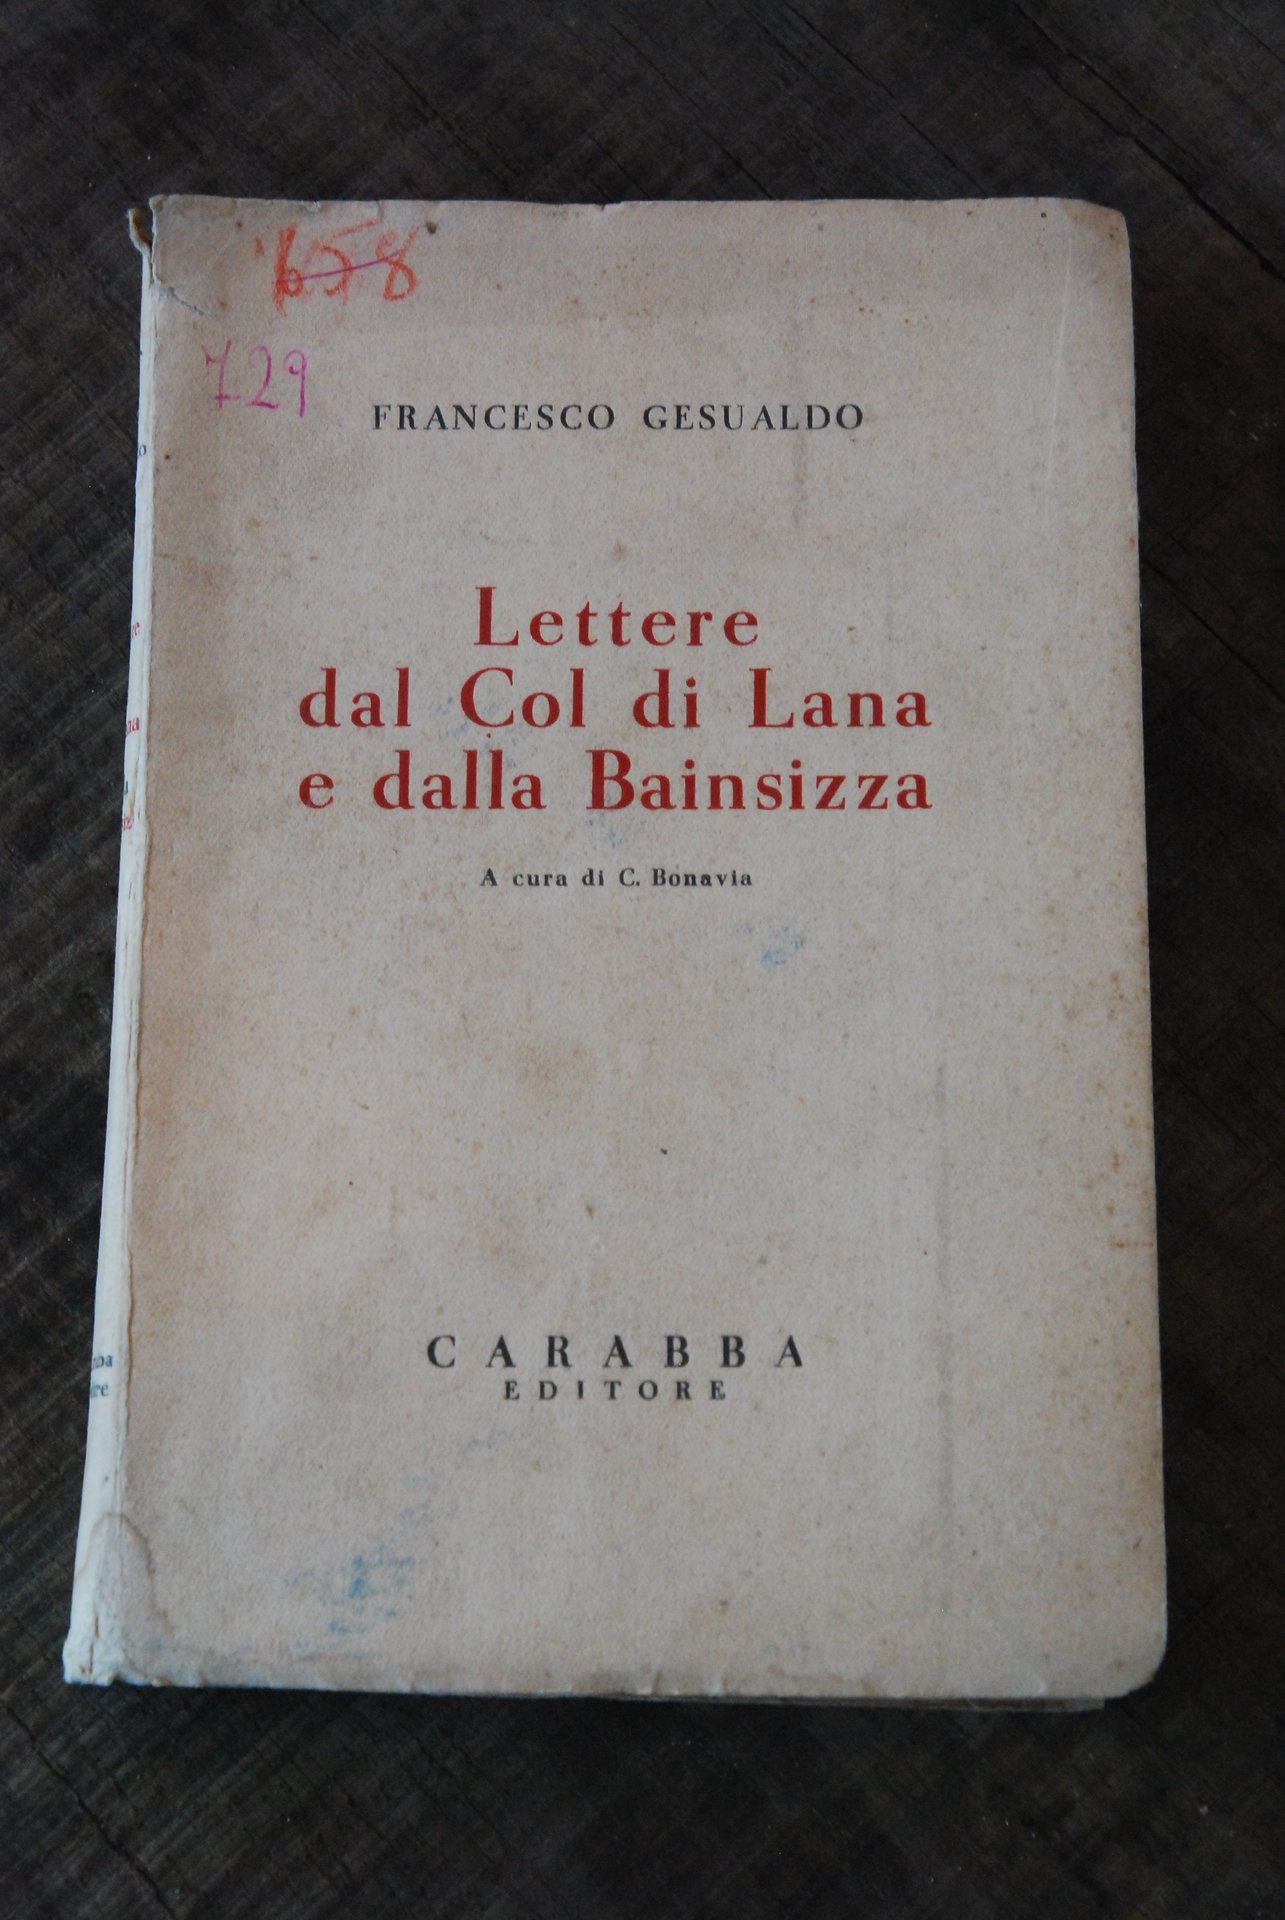 658
729
FRANCESCO GESUALDO
Lettere
dal Col di Lana
e dalla Bainsizza
A cura di C. Bonavia
CARABBA
EDITORE